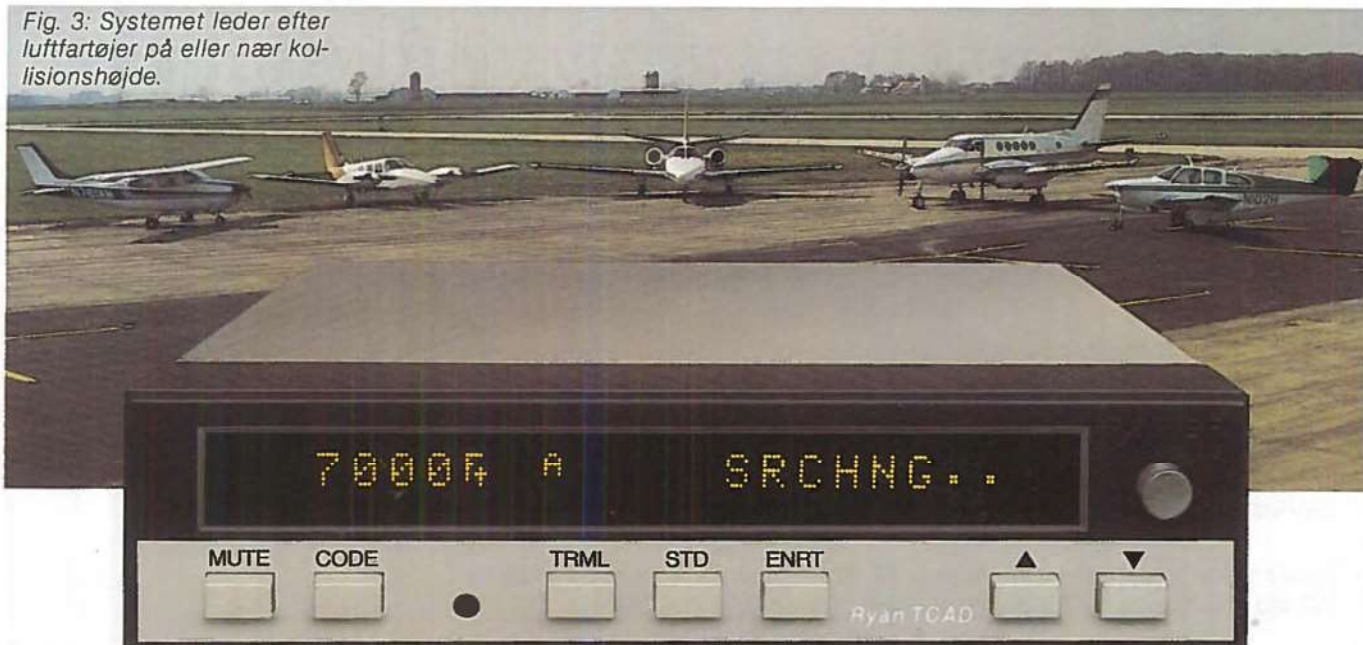 Fig. 3: Systemet leder efter
luftfartøjer på eller nær kol-
lisionshøjde.
7000Ft A SRCHNG..
MUTE CODE TRML STD ENRT ▲ ▼
Ryan TCAD